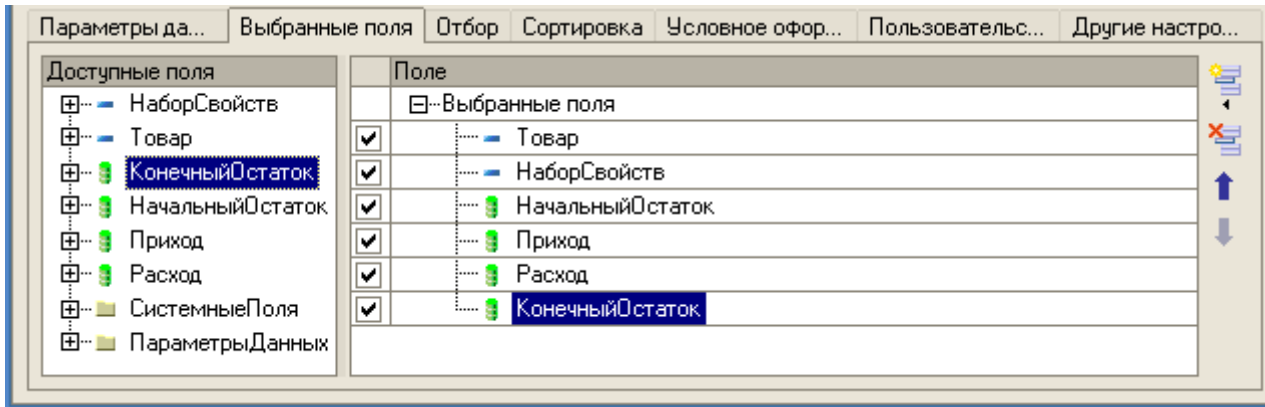 Параметры да... Выбранные поля Отбор Сортировка Условное офор... Пользовательс... Другие настро...
Доступные поля
НаборСвойств
Товар
КонечныйОстаток
НачальныйОстаток
Приход
Расход
СистемныеПоля
ПараметрыДанных
Поле
Выбранные поля
Товар
НаборСвойств
НачальныйОстаток
Приход
Расход
КонечныйОстаток